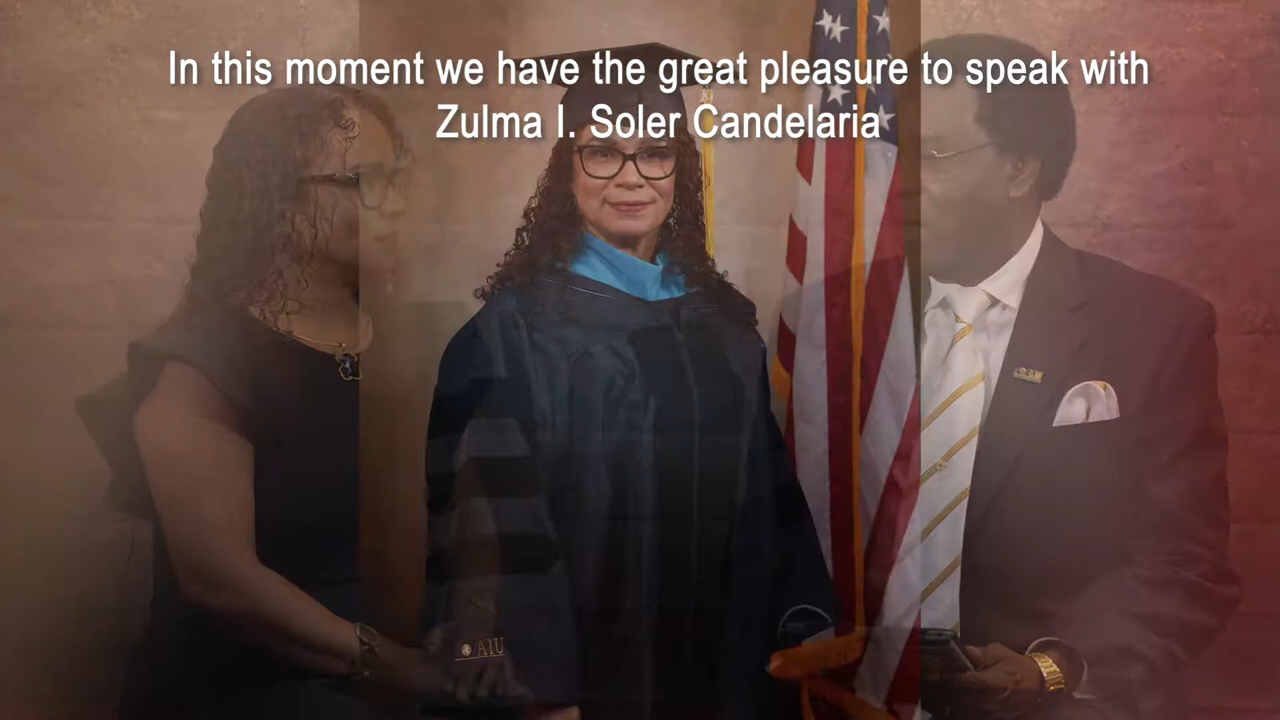 In this moment we have the great pleasure to speak with
Zulma I. Soler Candelaria
AIU